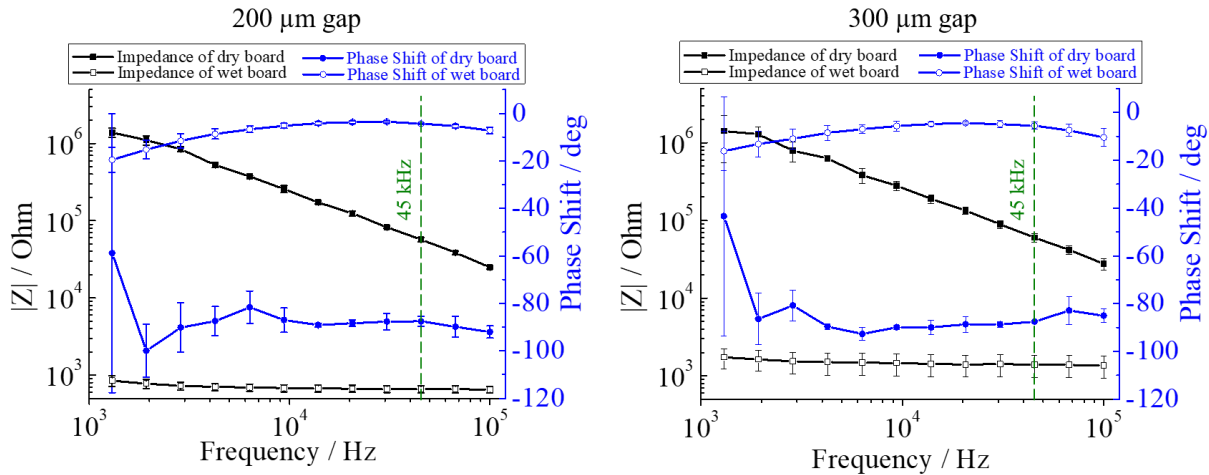 200 µm gap
Impedance of dry board
Phase Shift of dry board
Impedance of wet board
Phase Shift of wet board
10^6
10^5
10^4
10^3
|Z| / Ohm
45 kHz
0
-20
-40
-60
-80
-100
-120
Phase Shift / deg
10^3
10^4
10^5
Frequency / Hz
300 µm gap
Impedance of dry board
Phase Shift of dry board
Impedance of wet board
Phase Shift of wet board
10^6
10^5
10^4
10^3
|Z| / Ohm
45 kHz
0
-20
-40
-60
-80
-100
-120
Phase Shift / deg
10^3
10^4
10^5
Frequency / Hz